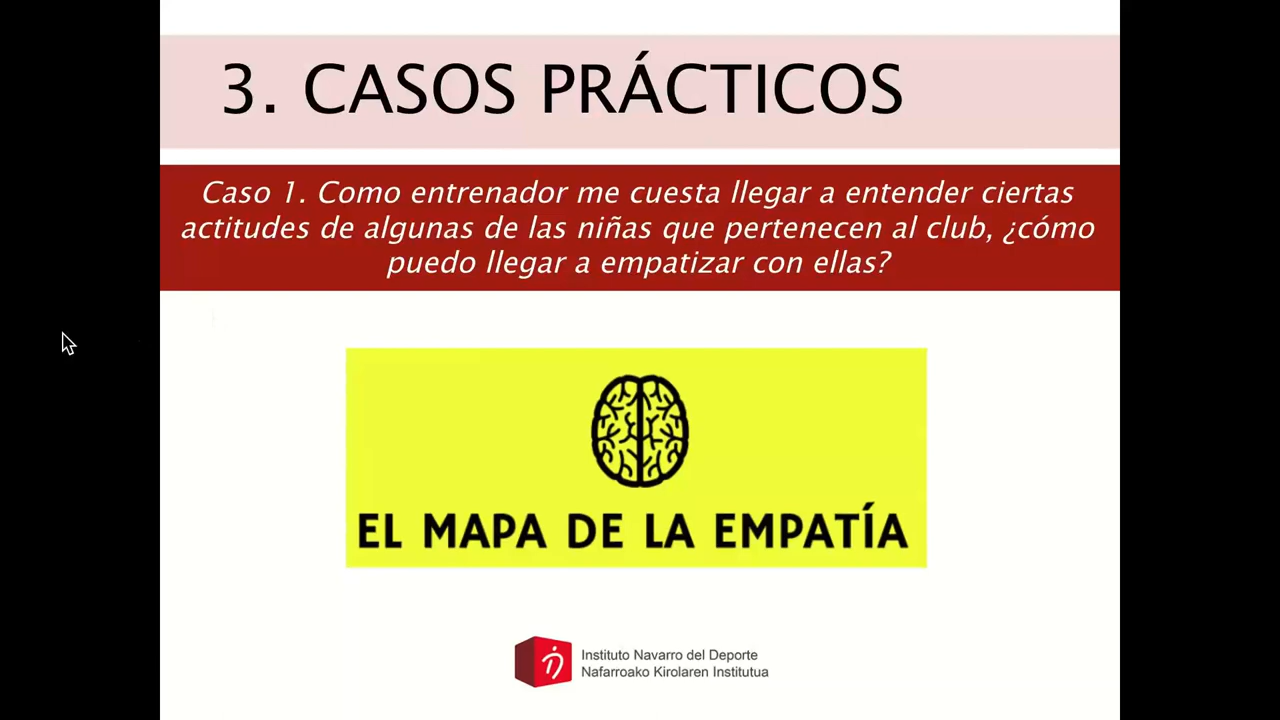 3. CASOS PRÁCTICOS
Caso 1. Como entrenador me cuesta llegar a entender ciertas
actitudes de algunas de las niñas que pertenecen al club, ¿cómo
puedo llegar a empatizar con ellas?
EL MAPA DE LA EMPATÍA
Instituto Navarro del Deporte
Nafarroako Kirolaren Institutua